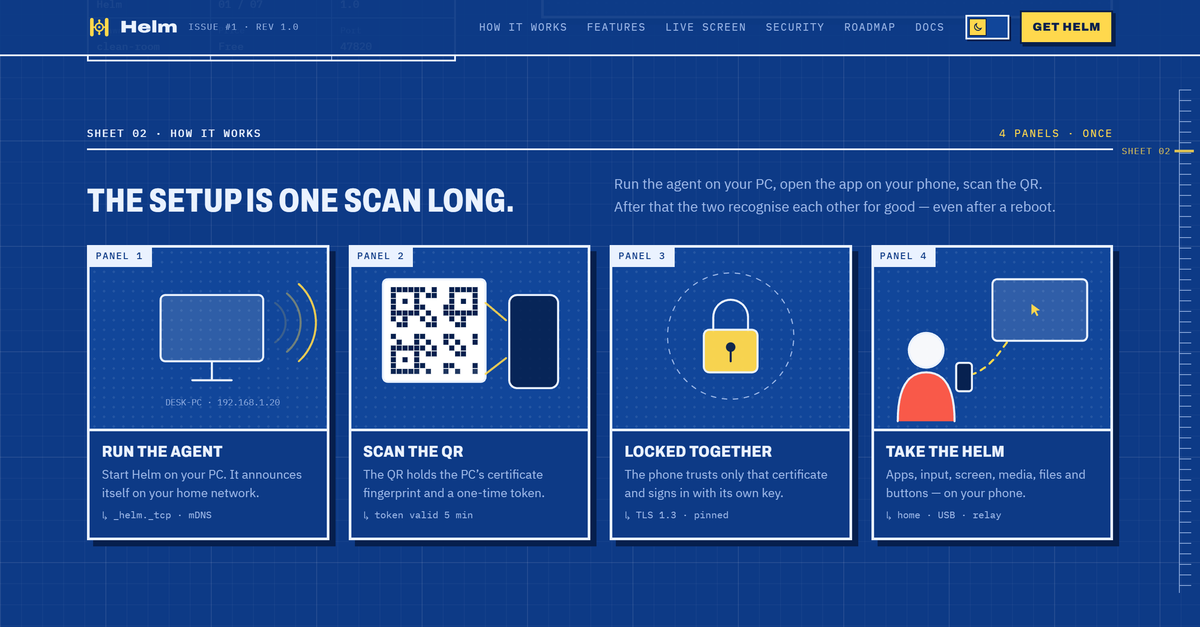 Helm
ISSUE #1 · REV 1.0
HOW IT WORKS
FEATURES
LIVE SCREEN
SECURITY
ROADMAP
DOCS
GET HELM
SHEET 02 · HOW IT WORKS
4 PANELS · ONCE
SHEET 02
THE SETUP IS ONE SCAN LONG.
Run the agent on your PC, open the app on your phone, scan the QR.
After that the two recognise each other for good — even after a reboot.
PANEL 1
DESK-PC · 192.168.1.20
RUN THE AGENT
Start Helm on your PC. It announces
itself on your home network.
↳ _helm._tcp · mDNS
PANEL 2
SCAN THE QR
The QR holds the PC’s certificate
fingerprint and a one-time token.
↳ token valid 5 min
PANEL 3
LOCKED TOGETHER
The phone trusts only that certificate
and signs in with its own key.
↳ TLS 1.3 · pinned
PANEL 4
TAKE THE HELM
Apps, input, screen, media, files and
buttons — on your phone.
↳ home · USB · relay